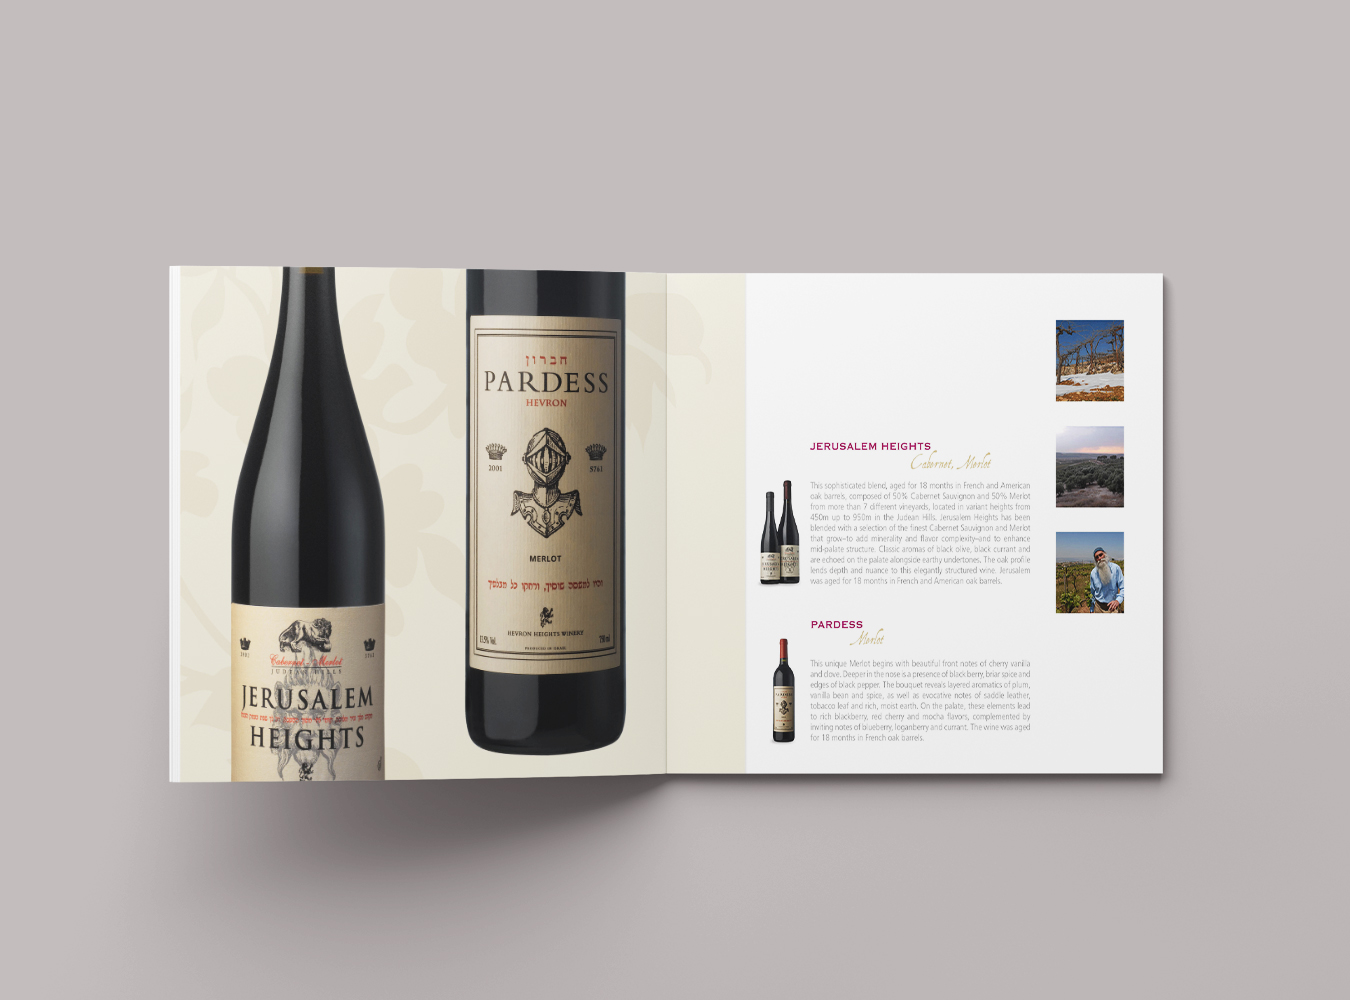 חברון
PARDESS
HEVRON
2001
5761
MERLOT
HEVRON HEIGHTS WINERY
13.5% Vol.
750 ml
PRODUCED OF ISRAEL
Cabernet - Merlot
JUDEAN HILLS
JERUSALEM
HEIGHTS
JERUSALEM HEIGHTS
Cabernet, Merlot
This sophisticated blend, aged for 18 months in French and American
oak barrels, composed of 50% Cabernet Sauvignon and 50% Merlot
from more than 7 different vineyards, located in variant heights from
450m up to 950m in the Judean Hills. Jerusalem Heights has been
blended with a selection of the finest Cabernet Sauvignon and Merlot
that grow–to add minerality and flavor complexity–and to enhance
mid-palate structure. Classic aromas of black olive, black currant and
are echoed on the palate alongside earthy undertones. The oak profile
lends depth and nuance to this elegantly structured wine. Jerusalem
was aged for 18 months in French and American oak barrels.
PARDESS
Merlot
This unique Merlot begins with beautiful front notes of cherry vanilla
and clove. Deeper in the nose is a presence of black berry, briar spice and
edges of black pepper. The bouquet reveals layered aromatics of plum,
vanilla bean and spice, as well as evocative notes of saddle leather,
tobacco leaf and rich, moist earth. On the palate, these elements lead
to rich blackberry, red cherry and mocha flavors, complemented by
inviting notes of blueberry, loganberry and currant. The wine was aged
for 18 months in French oak barrels.